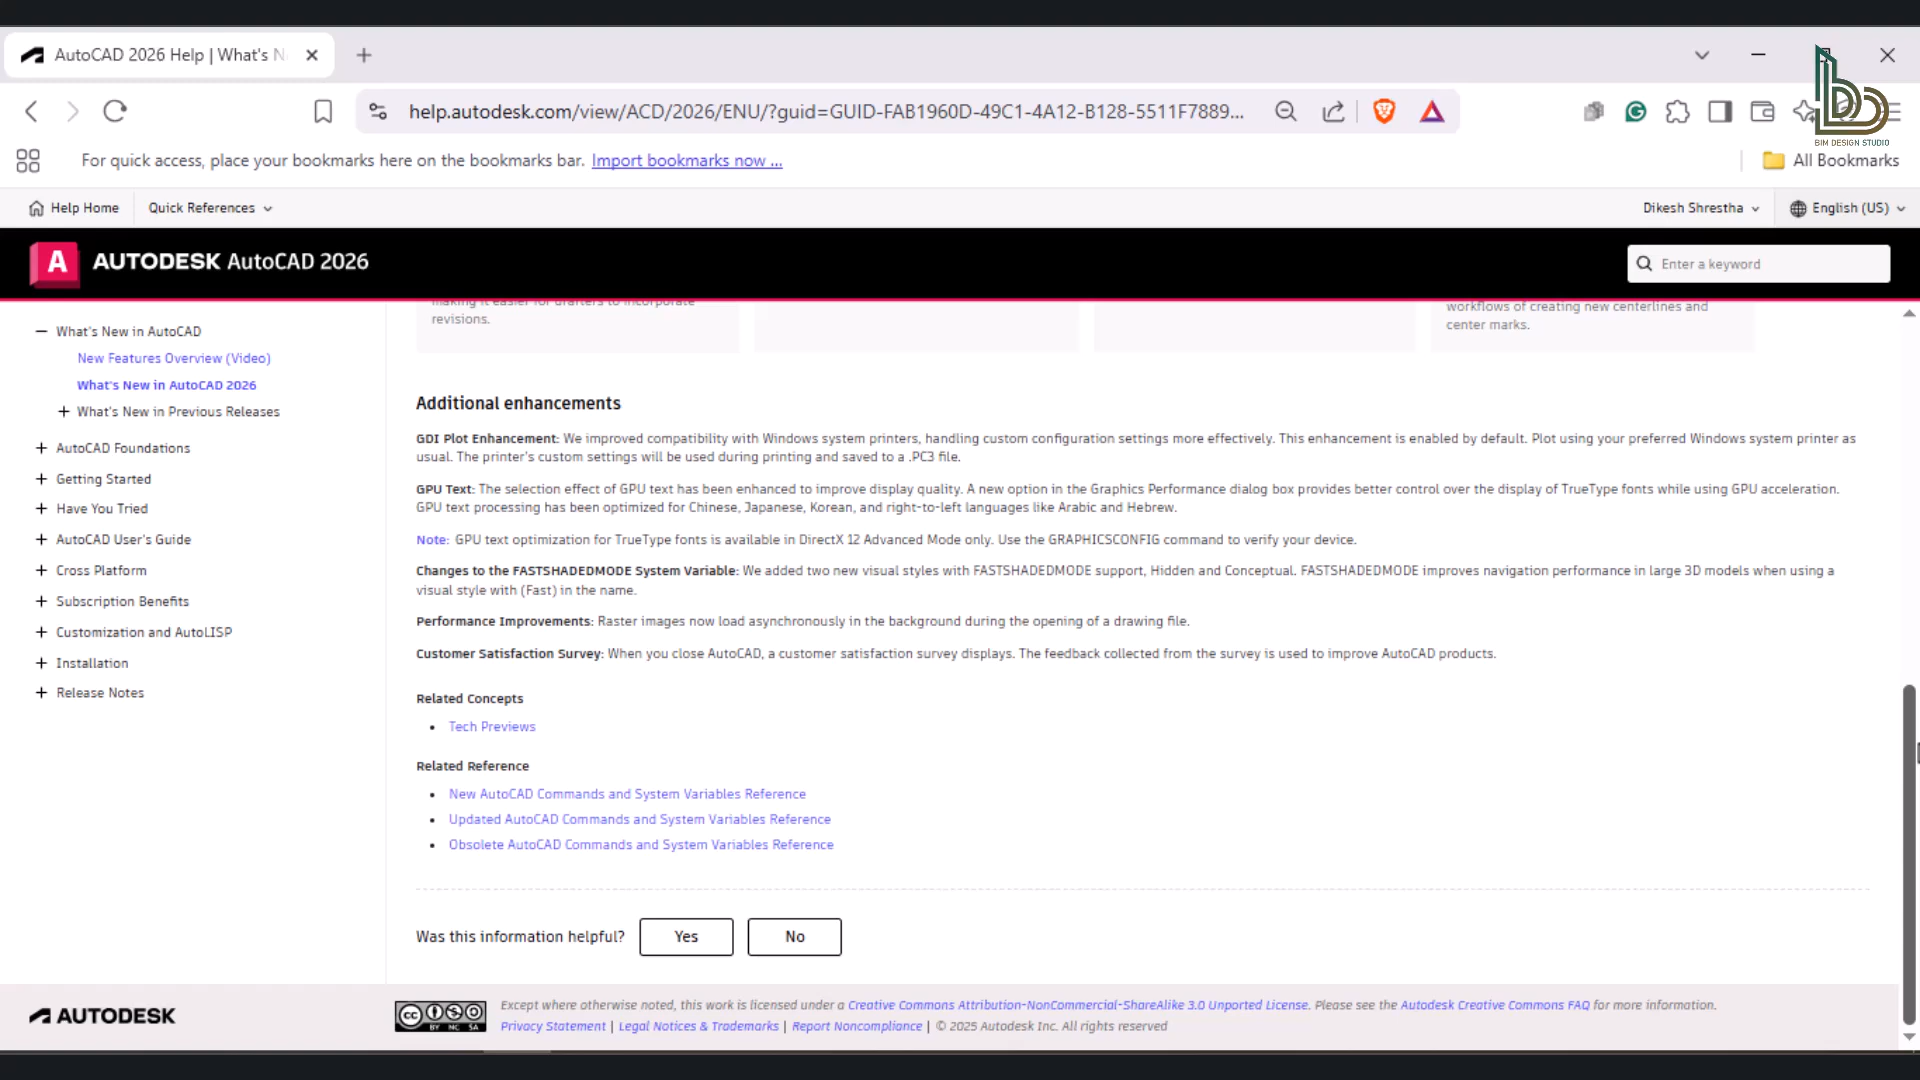 AutoCAD 2026 Help | What's N
help.autodesk.com/view/ACD/2026/ENU/?guid=GUID-FAB1960D-49C1-4A12-B128-5511F7889...
BIM DESIGN STUDIO
For quick access, place your bookmarks here on the bookmarks bar. Import bookmarks now ...
All Bookmarks
Help Home
Quick References
Dikesh Shrestha
English (US)
A
AUTODESK AutoCAD 2026
Enter a keyword
What's New in AutoCAD
New Features Overview (Video)
What's New in AutoCAD 2026
What's New in Previous Releases
AutoCAD Foundations
Getting Started
Have You Tried
AutoCAD User's Guide
Cross Platform
Subscription Benefits
Customization and AutoLISP
Installation
Release Notes
making it easier for drafters to incorporate
revisions.
workflows of creating new centerlines and
center marks.
Additional enhancements
GDI Plot Enhancement: We improved compatibility with Windows system printers, handling custom configuration settings more effectively. This enhancement is enabled by default. Plot using your preferred Windows system printer as
usual. The printer's custom settings will be used during printing and saved to a .PC3 file.
GPU Text: The selection effect of GPU text has been enhanced to improve display quality. A new option in the Graphics Performance dialog box provides better control over the display of TrueType fonts while using GPU acceleration.
GPU text processing has been optimized for Chinese, Japanese, Korean, and right-to-left languages like Arabic and Hebrew.
Note: GPU text optimization for TrueType fonts is available in DirectX 12 Advanced Mode only. Use the GRAPHICSCONFIG command to verify your device.
Changes to the FASTSHADEDMODE System Variable: We added two new visual styles with FASTSHADEDMODE support, Hidden and Conceptual. FASTSHADEDMODE improves navigation performance in large 3D models when using a
visual style with (Fast) in the name.
Performance Improvements: Raster images now load asynchronously in the background during the opening of a drawing file.
Customer Satisfaction Survey: When you close AutoCAD, a customer satisfaction survey displays. The feedback collected from the survey is used to improve AutoCAD products.
Related Concepts
Tech Previews
Related Reference
New AutoCAD Commands and System Variables Reference
Updated AutoCAD Commands and System Variables Reference
Obsolete AutoCAD Commands and System Variables Reference
Was this information helpful?
Yes
No
AUTODESK
cc
BY NC SA
Except where otherwise noted, this work is licensed under a Creative Commons Attribution-NonCommercial-ShareAlike 3.0 Unported License. Please see the Autodesk Creative Commons FAQ for more information.
Privacy Statement | Legal Notices & Trademarks | Report Noncompliance | © 2025 Autodesk Inc. All rights reserved